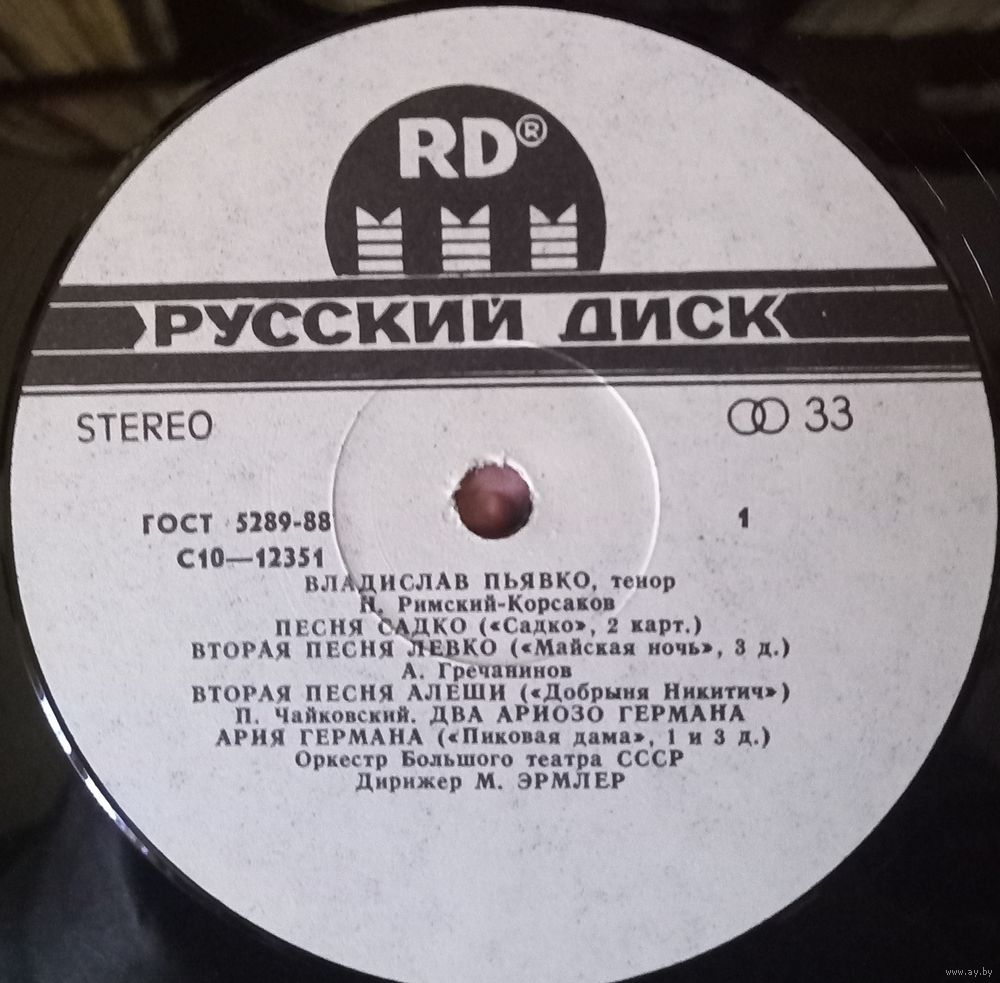 RD®
РУССКИЙ ДИСК
STEREO 33
ГОСТ 5289-88 1
С10—12351
ВЛАДИСЛАВ ПЬЯВКО, тенор
Н. Римский-Корсаков
ПЕСНЯ САДКО («Садко», 2 карт.)
ВТОРАЯ ПЕСНЯ ЛЕВКО («Майская ночь», 3 д.)
А. Гречанинов
ВТОРАЯ ПЕСНЯ АЛЕШИ («Добрыня Никитич»)
П. Чайковский. ДВА АРИОЗО ГЕРМАНА
АРИЯ ГЕРМАНА («Пиковая дама», 1 и 3 д.)
Оркестр Большого театра СССР
Дирижер М. ЭРМЛЕР
www.ay.by